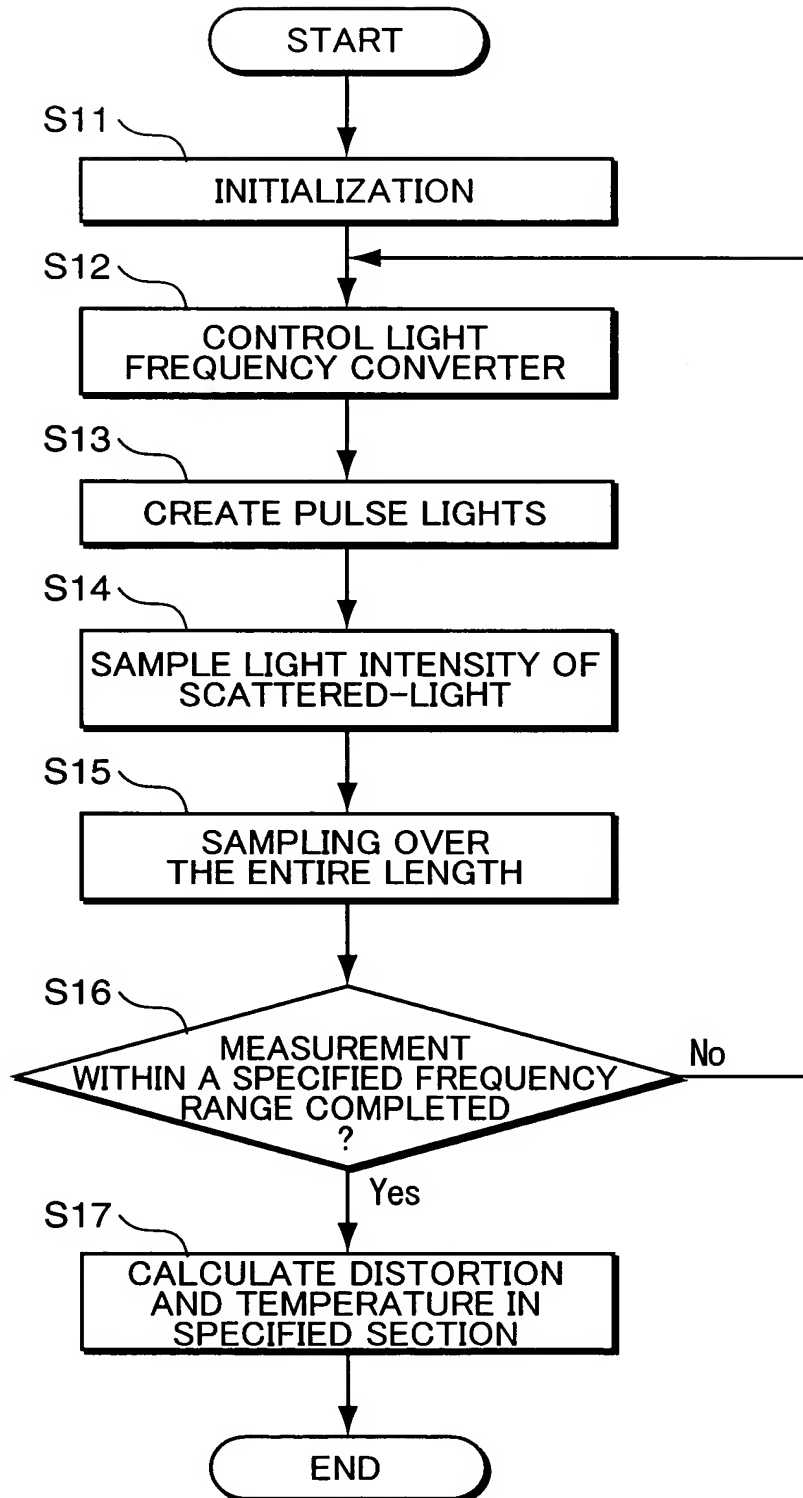 START
S11
INITIALIZATION
S12
CONTROL LIGHT
FREQUENCY CONVERTER
S13
CREATE PULSE LIGHTS
S14
SAMPLE LIGHT INTENSITY OF
SCATTERED-LIGHT
S15
SAMPLING OVER
THE ENTIRE LENGTH
S16
MEASUREMENT
WITHIN A SPECIFIED FREQUENCY
RANGE COMPLETED
?
No
Yes
S17
CALCULATE DISTORTION
AND TEMPERATURE IN
SPECIFIED SECTION
END